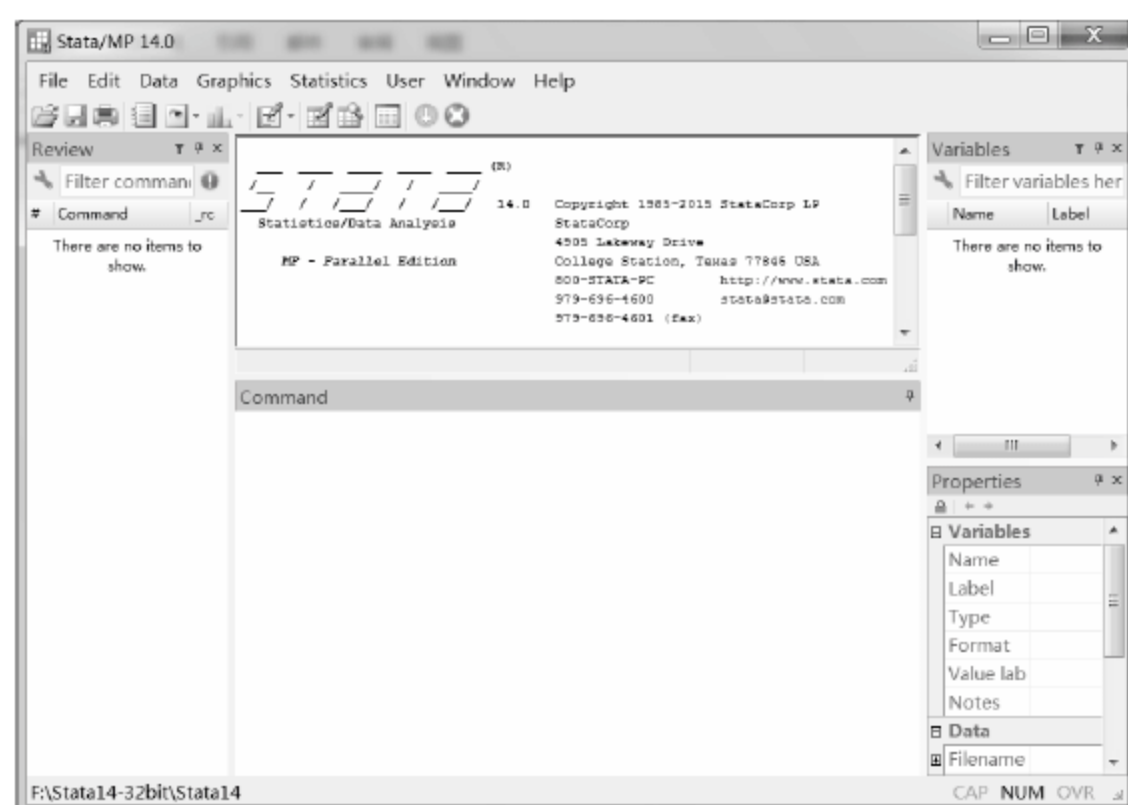 Stata/MP 14.0
File Edit Data Graphics Statistics User Window Help
Review
Filter comman
# Command _rc
There are no items to
show.
(R)
STATA
14.0 Copyright 1985-2015 StataCorp LP
Statistics/Data Analysis StataCorp
4905 Lakeway Drive
MP - Parallel Edition College Station, Texas 77845 USA
800-STATA-PC http://www.stata.com
979-696-4600 stata@stata.com
979-696-4601 (fax)
Command
Variables
Filter variables her
Name Label
There are no items to
show.
Properties
Variables
Name
Label
Type
Format
Value lab
Notes
Data
Filename
F:\Stata14-32bit\Stata14
CAP NUM OVR